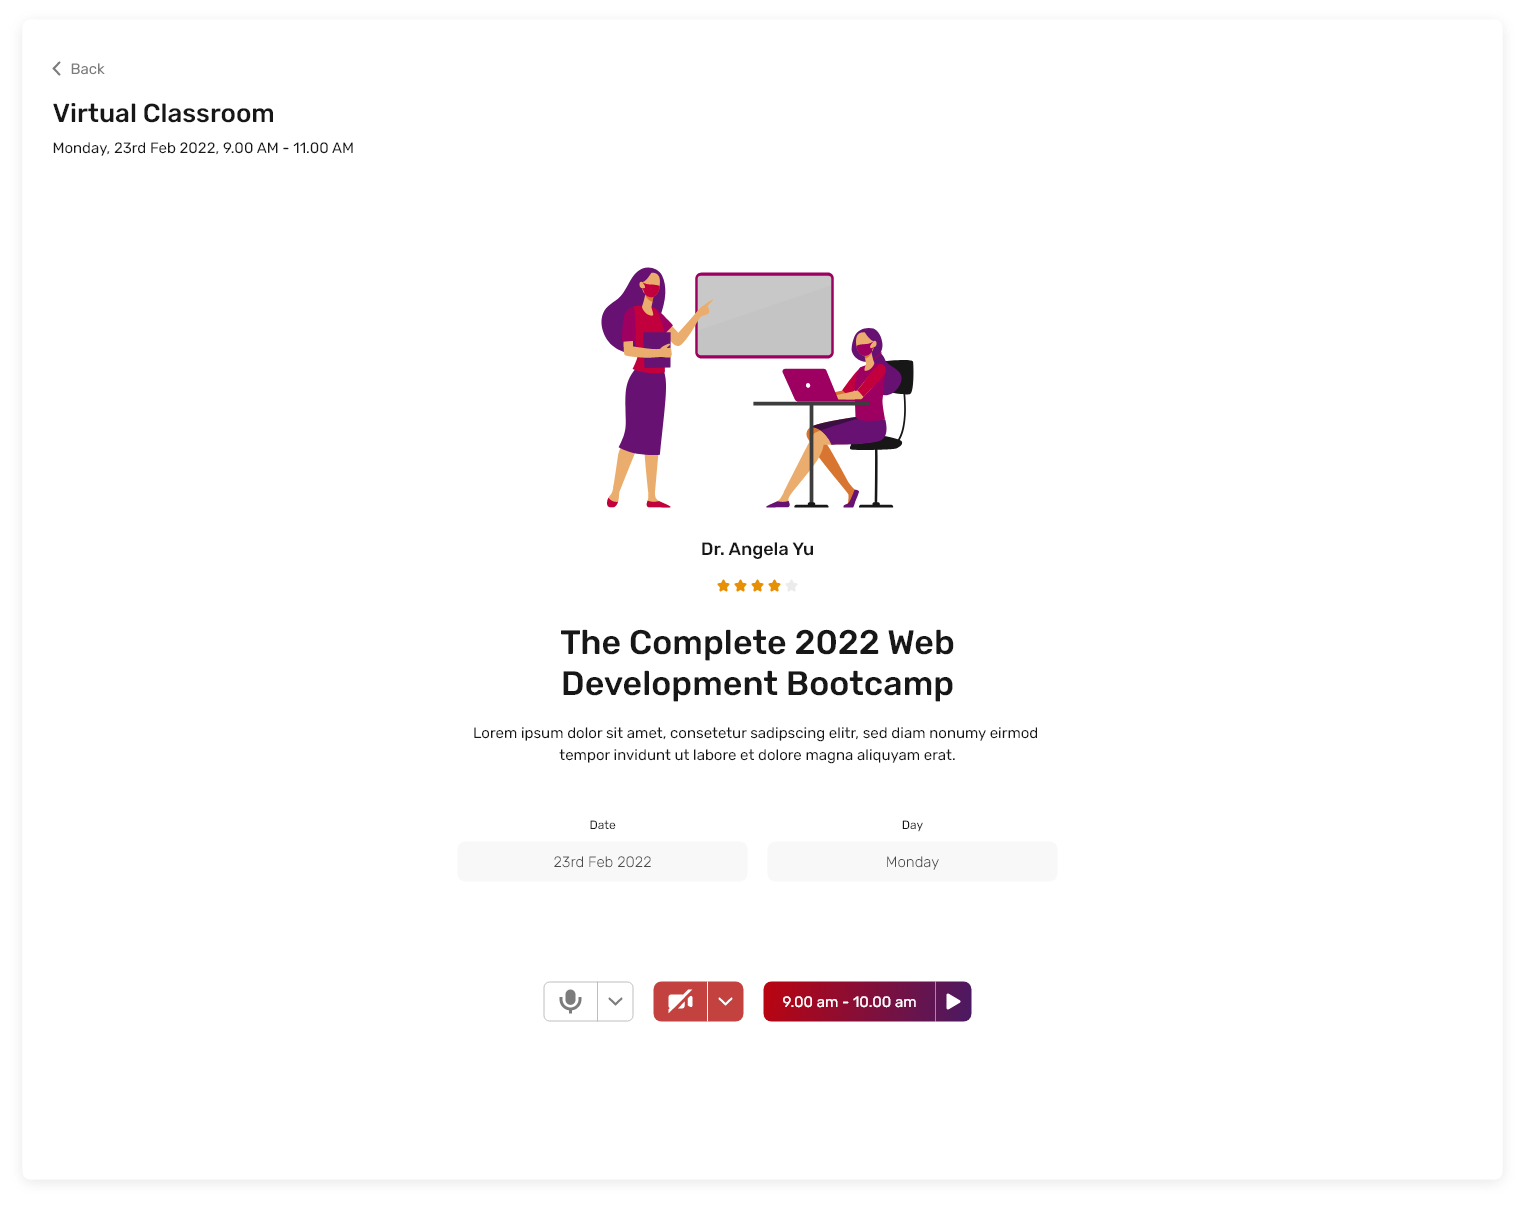 Back
Virtual Classroom
Monday, 23rd Feb 2022, 9.00 AM - 11.00 AM
Dr. Angela Yu
The Complete 2022 Web
Development Bootcamp
Lorem ipsum dolor sit amet, consetetur sadipscing elitr, sed diam nonumy eirmod
tempor invidunt ut labore et dolore magna aliquyam erat.
Date
Day
23rd Feb 2022
Monday
9.00 am - 10.00 am